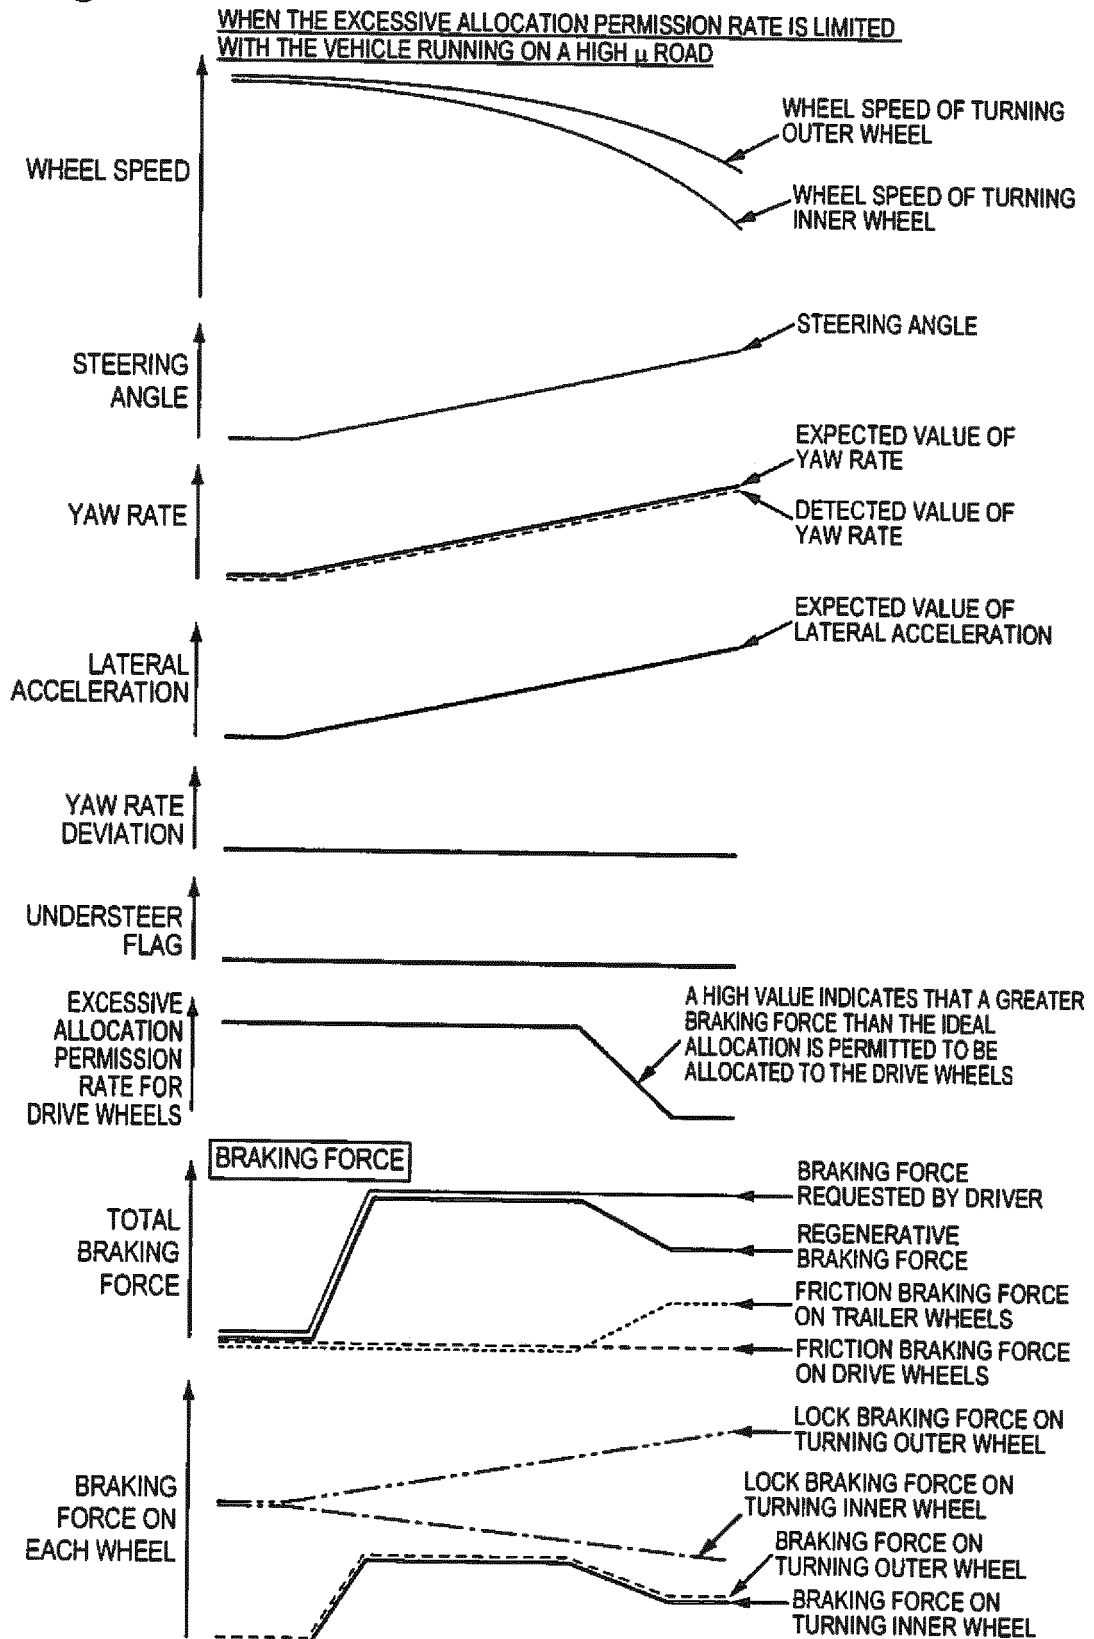 WHEN THE EXCESSIVE ALLOCATION PERMISSION RATE IS LIMITED
WITH THE VEHICLE RUNNING ON A HIGH μ ROAD
WHEEL SPEED
WHEEL SPEED OF TURNING
OUTER WHEEL
WHEEL SPEED OF TURNING
INNER WHEEL
STEERING
ANGLE
STEERING ANGLE
YAW RATE
EXPECTED VALUE OF
YAW RATE
DETECTED VALUE OF
YAW RATE
LATERAL
ACCELERATION
EXPECTED VALUE OF
LATERAL ACCELERATION
YAW RATE
DEVIATION
UNDERSTEER
FLAG
EXCESSIVE
ALLOCATION
PERMISSION
RATE FOR
DRIVE WHEELS
A HIGH VALUE INDICATES THAT A GREATER
BRAKING FORCE THAN THE IDEAL
ALLOCATION IS PERMITTED TO BE
ALLOCATED TO THE DRIVE WHEELS
BRAKING FORCE
TOTAL
BRAKING
FORCE
BRAKING FORCE
REQUESTED BY DRIVER
REGENERATIVE
BRAKING FORCE
FRICTION BRAKING FORCE
ON TRAILER WHEELS
FRICTION BRAKING FORCE
ON DRIVE WHEELS
BRAKING
FORCE ON
EACH WHEEL
LOCK BRAKING FORCE ON
TURNING OUTER WHEEL
LOCK BRAKING FORCE ON
TURNING INNER WHEEL
BRAKING FORCE ON
TURNING OUTER WHEEL
BRAKING FORCE ON
TURNING INNER WHEEL